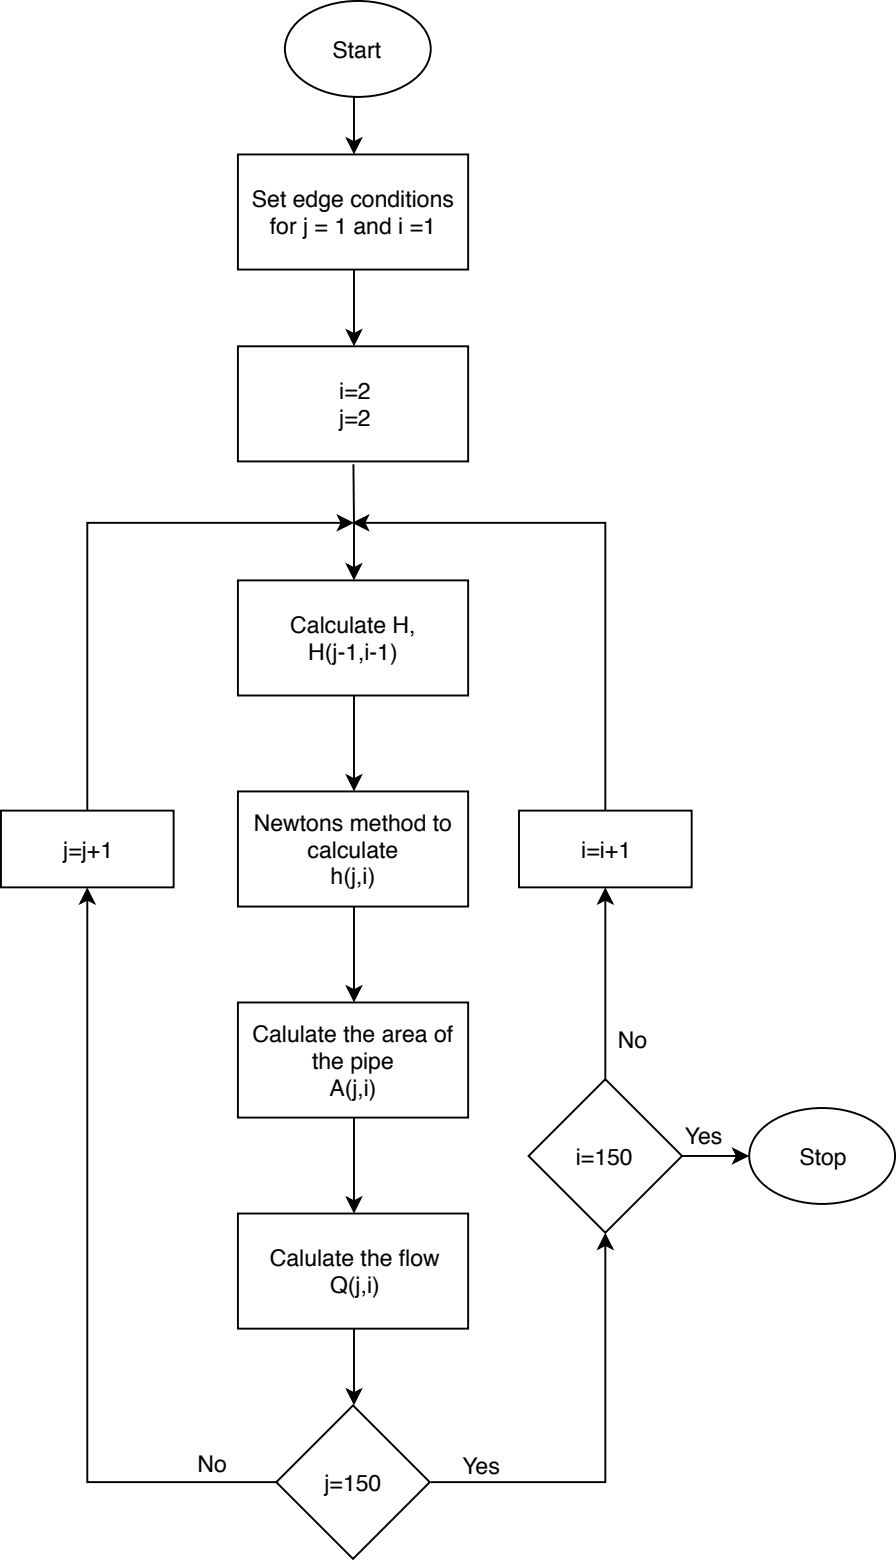 Start
Set edge conditions
for j = 1 and i =1
i=2
j=2
Calculate H,
H(j-1,i-1)
Newtons method to
calculate
h(j,i)
j=j+1
i=i+1
Calulate the area of
the pipe
A(j,i)
No
i=150
Yes
Stop
Calulate the flow
Q(j,i)
No
j=150
Yes